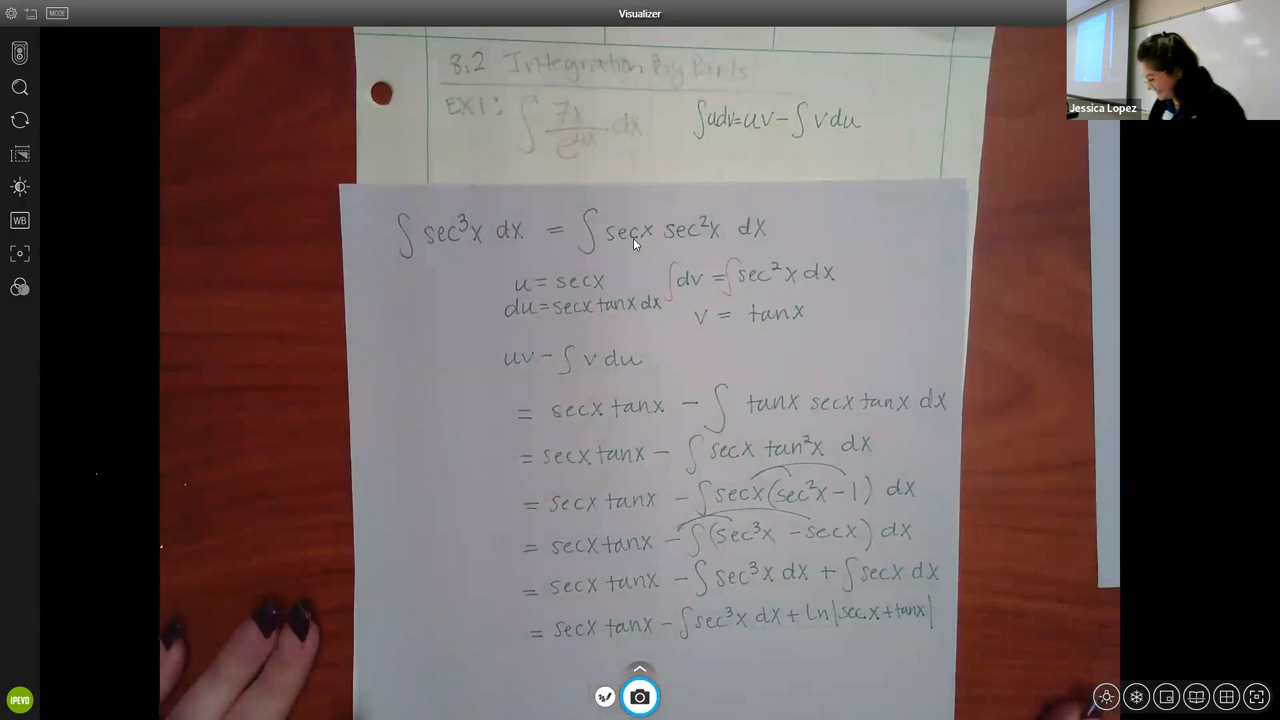 MODE
Visualizer
Jessica Lopez
8.2 Integration By Parts
EX1: ∫ 7x/e^{4x} dx
∫udv=uv-∫vdu
∫ sec³x dx = ∫ secx sec²x dx
u = secx ∫dv = ∫sec²x dx
du = secx tanx dx v = tanx
uv - ∫ v du
= secx tanx - ∫ tanx secx tanx dx
= secx tanx - ∫ secx tan²x dx
= secx tanx - ∫secx(sec²x-1) dx
= secx tanx - ∫(sec³x - secx) dx
= secx tanx - ∫ sec³x dx + ∫ secx dx
= secx tanx - ∫sec³x dx + ln|secx+tanx|
WB
IPEVO